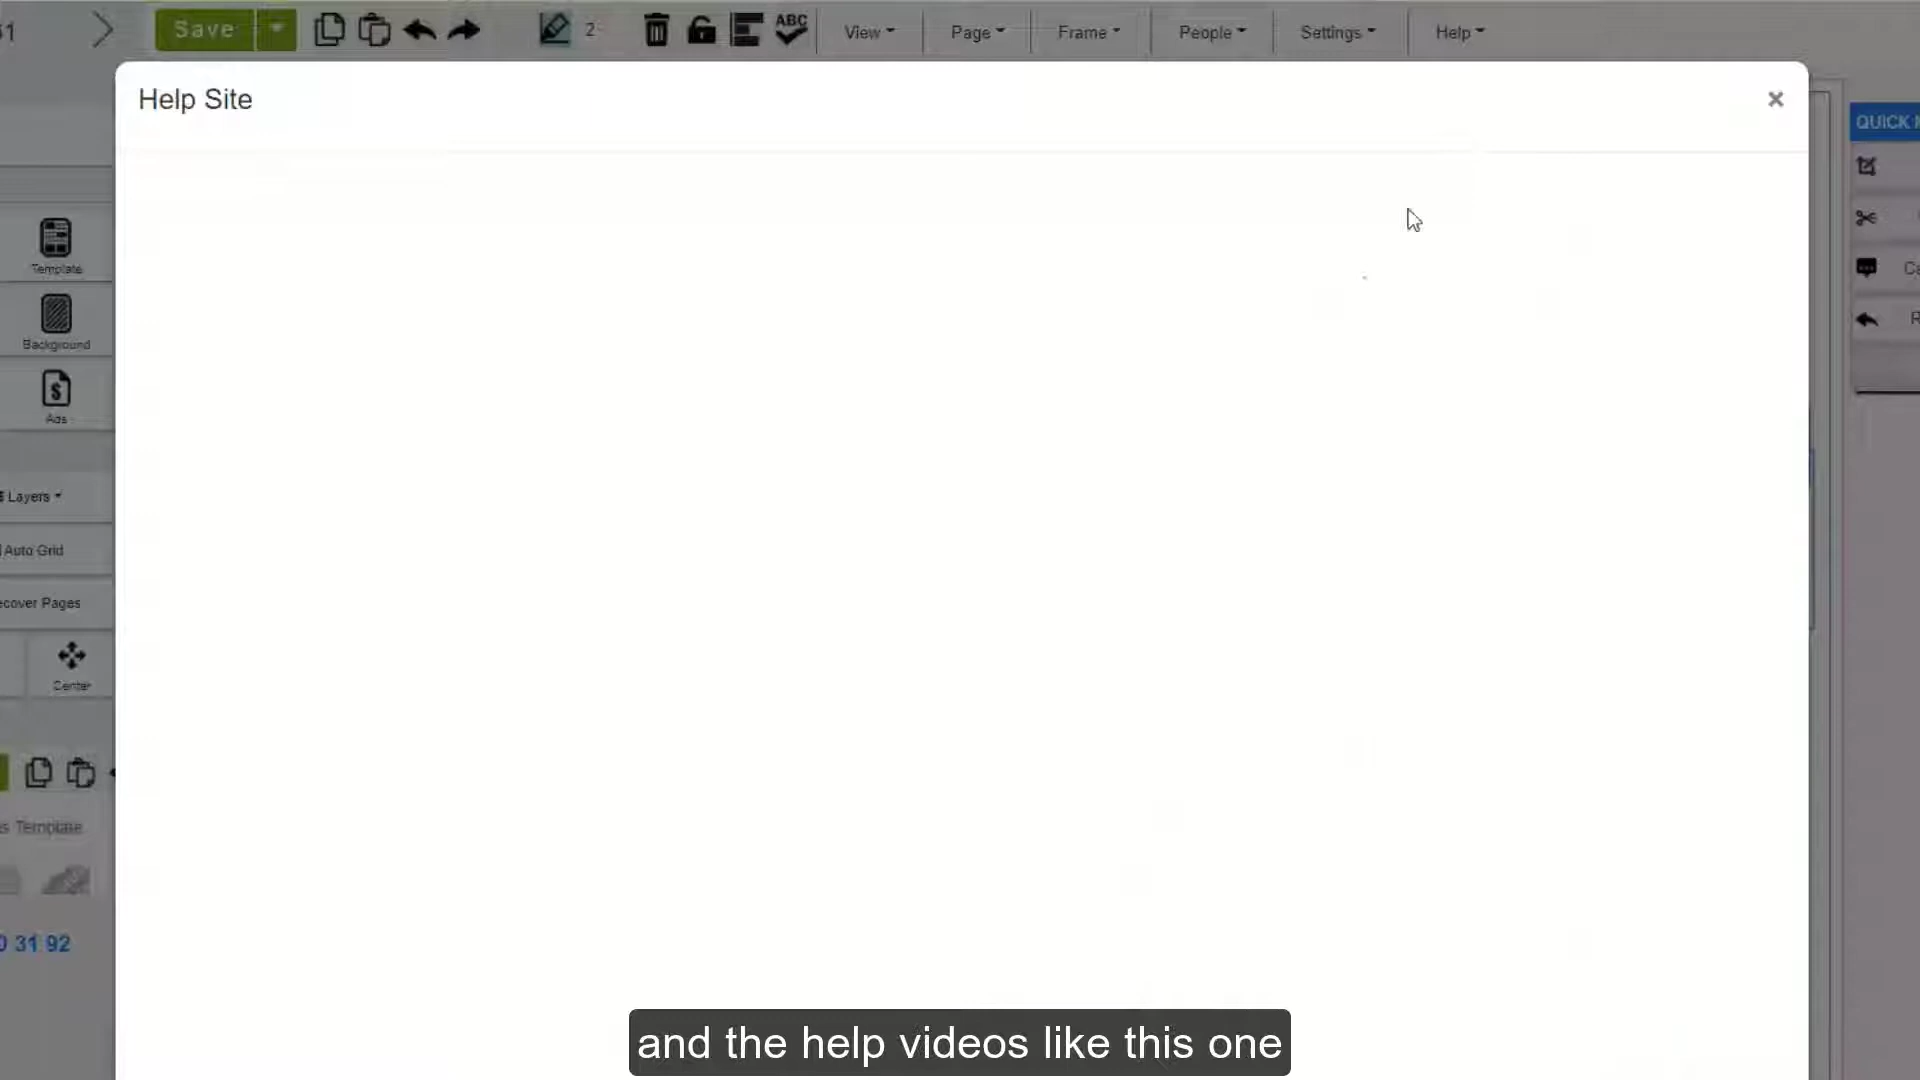 Save
2
ABC
View
Page
Frame
People
Settings
Help
Help Site
QUICK
Template
Background
Ads
Layers
Auto Grid
ecover Pages
Center
s Template
31 92
and the help videos like this one